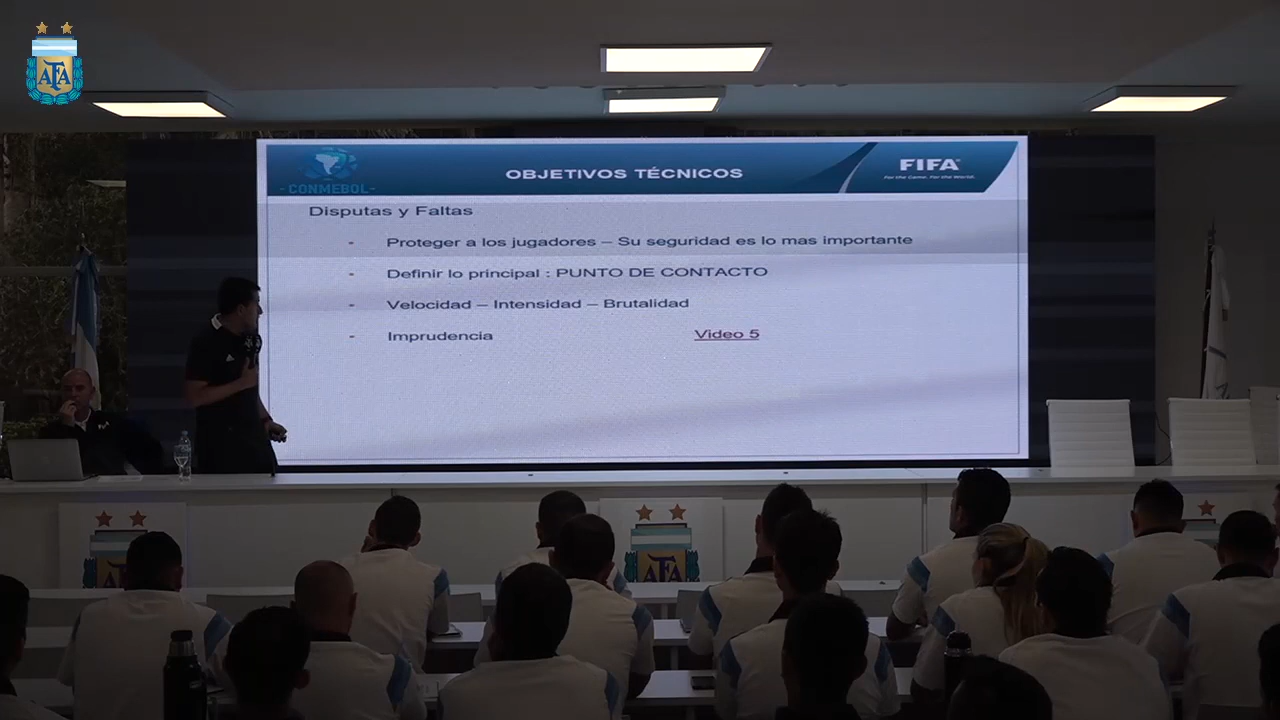 AFA
OBJETIVOS TÉCNICOS
CONMEBOL
FIFA
For the Game. For the World.
Disputas y Faltas
- Proteger a los jugadores – Su seguridad es lo mas importante
- Definir lo principal : PUNTO DE CONTACTO
- Velocidad – Intensidad – Brutalidad
- Imprudencia Video 5
AFA
AFA